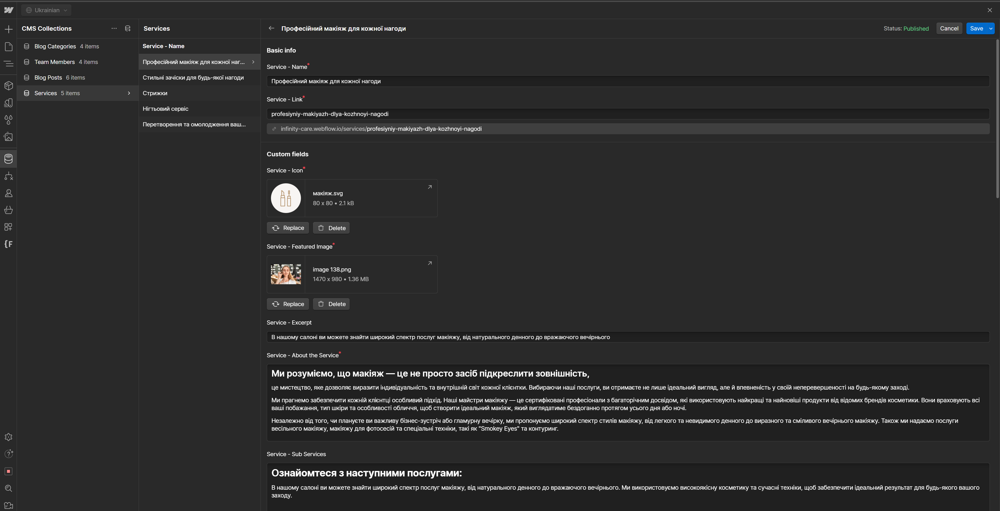 Ukrainian
CMS Collections
Blog Categories 4 items
Team Members 4 items
Blog Posts 6 items
Services 5 items
Services
Service - Name
Професійний макіяж для кожної наг...
Стильні зачіски для будь-якої нагоди
Стрижки
Нігтьовий сервіс
Перетворення та омолодження ваш...
Професійний макіяж для кожної нагоди
Status: Published
Cancel
Save
Basic info
Service - Name*
Професійний макіяж для кожної нагоди
Service - Link*
profesiyniy-makiyazh-dlya-kozhnoyi-nagodi
infinity-care.webflow.io/services/profesiyniy-makiyazh-dlya-kozhnoyi-nagodi
Custom fields
Service - Icon*
макіяж.svg
80 x 80 • 2.1 kB
Replace
Delete
Service - Featured Image*
image 138.png
1470 x 980 • 1.36 MB
Replace
Delete
Service - Excerpt
В нашому салоні ви можете знайти широкий спектр послуг макіяжу, від натурального денного до вражаючого вечірнього
Service - About the Service*
Ми розуміємо, що макіяж — це не просто засіб підкреслити зовнішність,
це мистецтво, яке дозволяє виразити індивідуальність та внутрішній світ кожної клієнтки. Вибираючи наші послуги, ви отримаєте не лише ідеальний вигляд, але й впевненість у своїй неперевершеності на будь-якому заході.
Ми прагнемо забезпечити кожній клієнтці особливий підхід. Наші майстри макіяжу — це сертифіковані професіонали з багаторічним досвідом, які використовують найкращі та найновіші продукти від відомих брендів косметики. Вони враховують всі
ваші побажання, тип шкіри та особливості обличчя, щоб створити ідеальний макіяж, який виглядатиме бездоганно протягом усього дня або ночі.
Незалежно від того, чи плануєте ви важливу бізнес-зустріч або гламурну вечірку, ми пропонуємо широкий спектр стилів макіяжу, від легкого та невидимого денного до виразного та сміливого вечірнього макіяжу. Також ми надаємо послуги
весільного макіяжу, макіяжу для фотосесій та спеціальні техніки, такі як "Smokey Eyes" та контуринг.
Service - Sub Services
Ознайомтеся з наступними послугами:
В нашому салоні ви можете знайти широкий спектр послуг макіяжу, від натурального денного до вражаючого вечірнього. Ми використовуємо високоякісну косметику та сучасні техніки, щоб забезпечити ідеальний результат для будь-якого вашого
заходу.